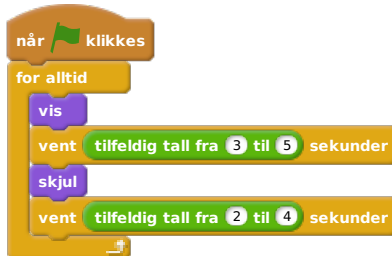 når klikkes
for alltid
vis
vent tilfeldig tall fra 3 til 5 sekunder
skjul
vent tilfeldig tall fra 2 til 4 sekunder